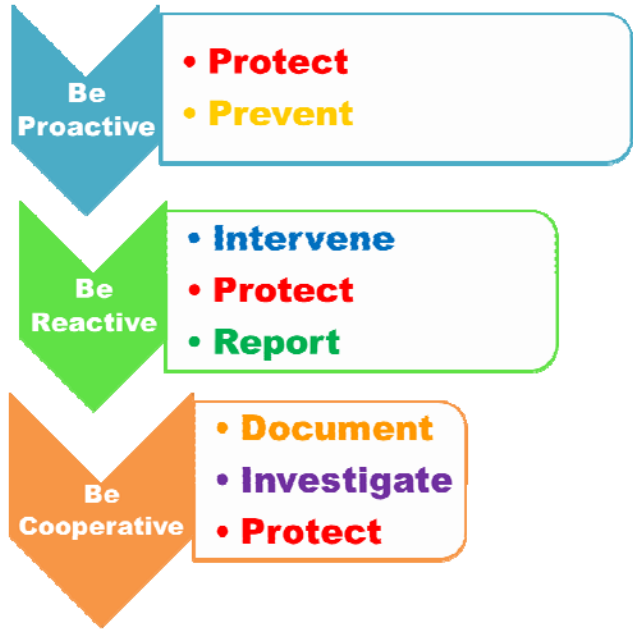 Be
Proactive
• Protect
• Prevent
Be
Reactive
• Intervene
• Protect
• Report
Be
Cooperative
• Document
• Investigate
• Protect